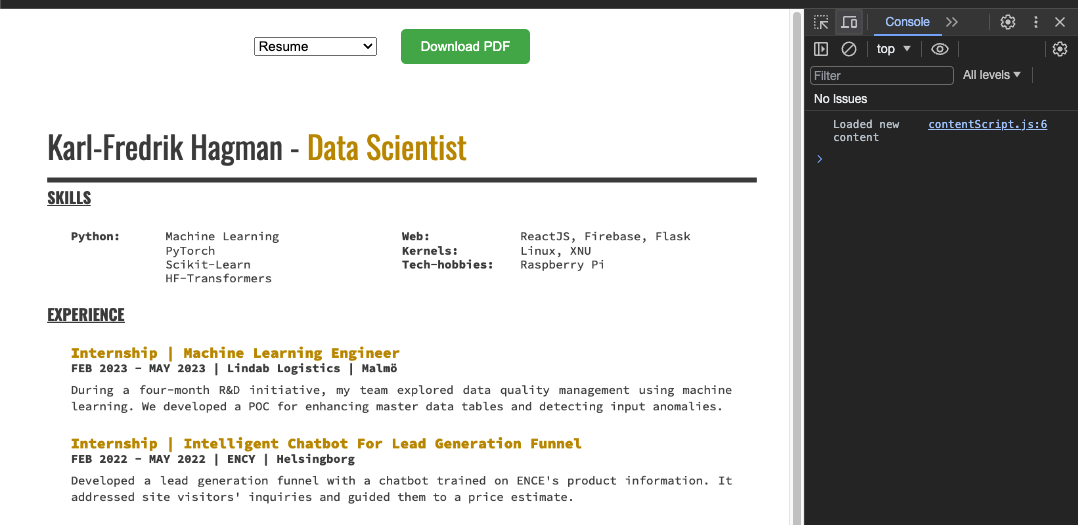 Resume
Download PDF
Karl-Fredrik Hagman - Data Scientist
SKILLS
Python: Machine Learning
PyTorch
Scikit-Learn
HF-Transformers
Web: ReactJS, Firebase, Flask
Kernels: Linux, XNU
Tech-hobbies: Raspberry Pi
EXPERIENCE
Internship | Machine Learning Engineer
FEB 2023 - MAY 2023 | Lindab Logistics | Malmö
During a four-month R&D initiative, my team explored data quality management using machine
learning. We developed a POC for enhancing master data tables and detecting input anomalies.
Internship | Intelligent Chatbot For Lead Generation Funnel
FEB 2022 - MAY 2022 | ENCY | Helsingborg
Developed a lead generation funnel with a chatbot trained on ENCE's product information. It
addressed site visitors' inquiries and guided them to a price estimate.
Console
top
Filter
All levels
No Issues
Loaded new contentScript.js:6
content